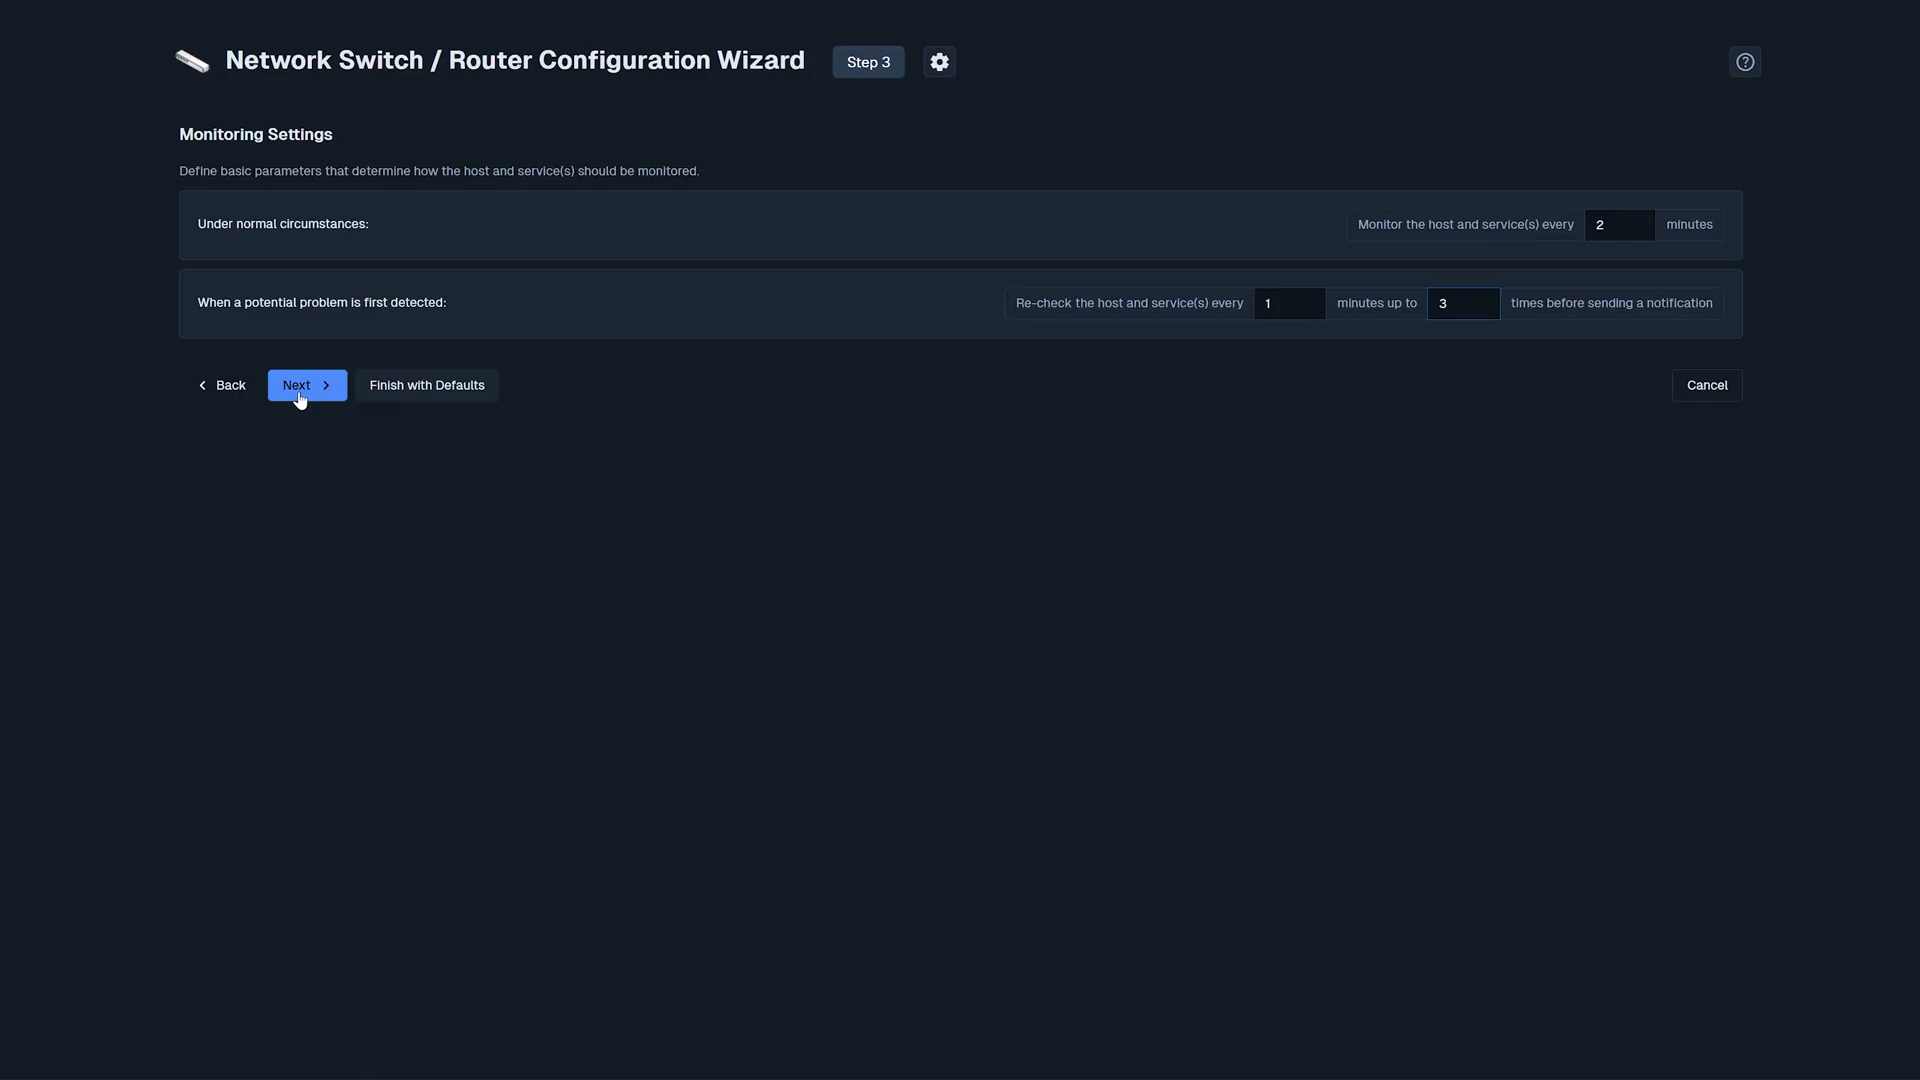 Network Switch / Router Configuration Wizard Step 3
Monitoring Settings
Define basic parameters that determine how the host and service(s) should be monitored.
Under normal circumstances: Monitor the host and service(s) every 2 minutes
When a potential problem is first detected: Re-check the host and service(s) every 1 minutes up to 3 times before sending a notification
Back Next Finish with Defaults Cancel